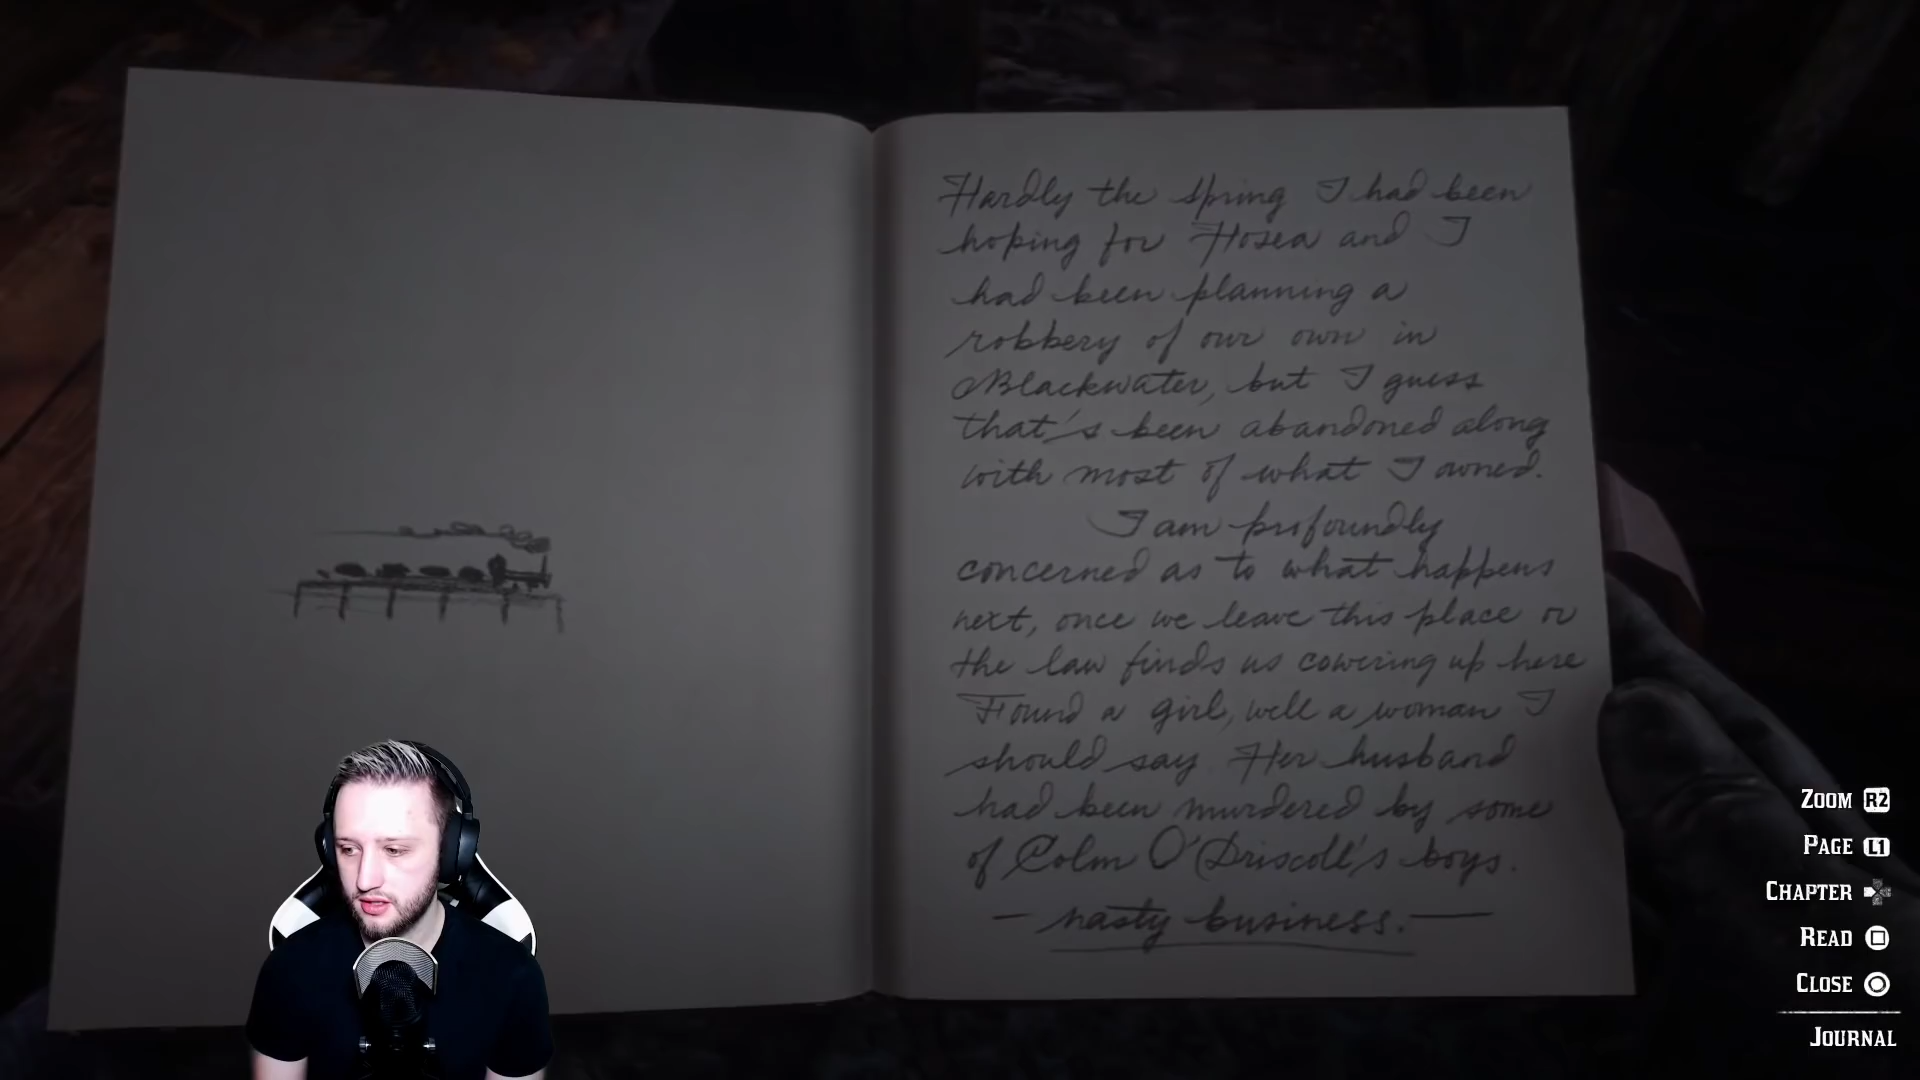 Hardly the spring I had been
hoping for Hosea and I
had been planning a
robbery of our own in
Blackwater, but I guess
that's been abandoned along
with most of what I owned.
I am profoundly
concerned as to what happens
next, once we leave this place or
the law finds us cowering up here
Found a girl, well a woman I
should say Her husband
had been murdered by some
of Colm O'Driscoll's boys.
— nasty business. —
ZOOM R2
PAGE L1
CHAPTER
READ
CLOSE
JOURNAL